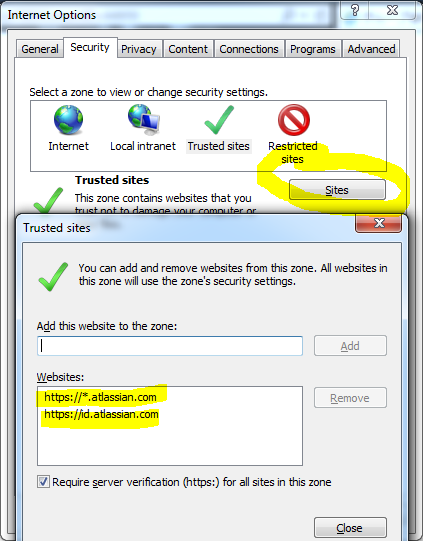 Internet Options
?
General Security Privacy Content Connections Programs Advanced
Select a zone to view or change security settings.
Internet Local intranet Trusted sites Restricted
sites
Trusted sites
Sites
This zone contains websites that you
trust not to damage your computer or
Trusted sites
You can add and remove websites from this zone. All websites in
this zone will use the zone's security settings.
Add this website to the zone:
Add
Websites:
https://*.atlassian.com
Remove
https://id.atlassian.com
Require server verification (https:) for all sites in this zone
Close